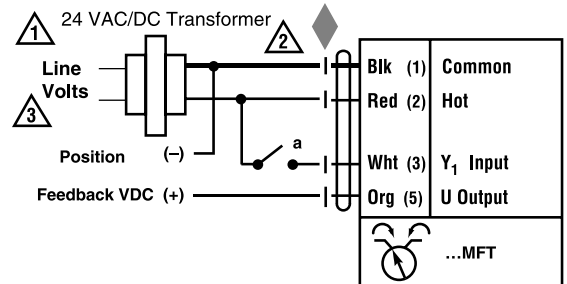 1 24 VAC/DC Transformer 2
Line Volts
3
Blk (1) Common
Red (2) Hot
a
Position (–)
Wht (3) Y1 Input
Feedback VDC (+)
Org (5) U Output
...MFT